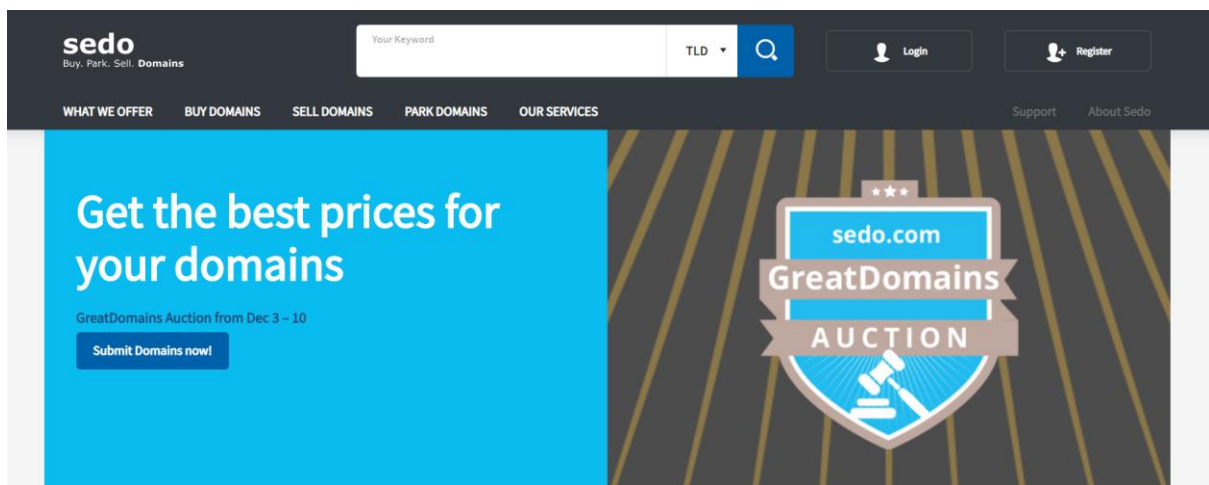 sedo
Buy. Park. Sell. Domains
Your Keyword
TLD
Login
Register
WHAT WE OFFER BUY DOMAINS SELL DOMAINS PARK DOMAINS OUR SERVICES
Support About Sedo
Get the best prices for
your domains
GreatDomains Auction from Dec 3 – 10
Submit Domains now!
sedo.com
GreatDomains
AUCTION